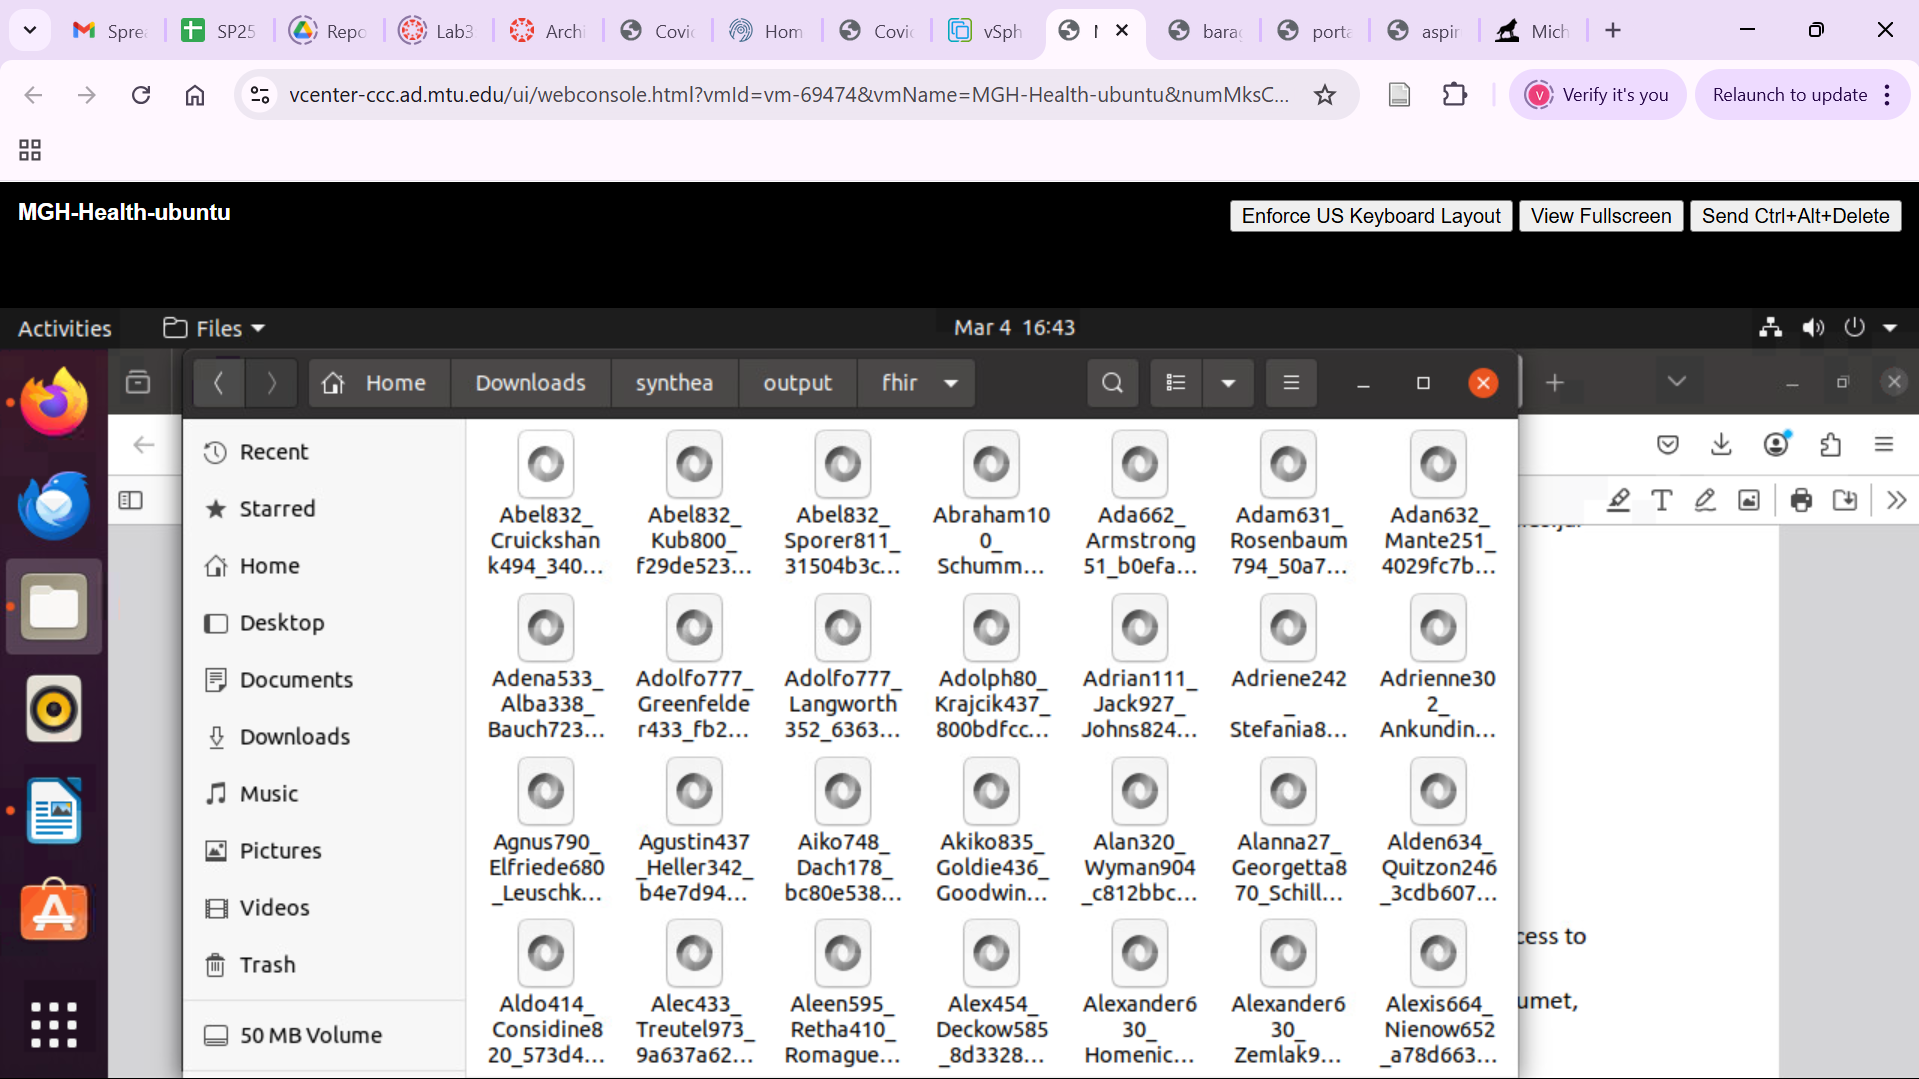 Sprea
SP25
Repo
Lab3
Archi
Covid
Hom
Covid
vSph
barag
porta
aspir
Mich
vcenter-ccc.ad.mtu.edu/ui/webconsole.html?vmId=vm-69474&vmName=MGH-Health-ubuntu&numMksC...
V
Verify it's you
Relaunch to update
MGH-Health-ubuntu
Enforce US Keyboard Layout
View Fullscreen
Send Ctrl+Alt+Delete
Activities
Files
Mar 4 16:43
Home
Downloads
synthea
output
fhir
Recent
Starred
Home
Desktop
Documents
Downloads
Music
Pictures
Videos
Trash
50 MB Volume
Abel832_
Cruickshan
k494_340...
Abel832_
Kub800_
f29de523...
Abel832_
Sporer811_
31504b3c...
Abraham10
0_
Schumm...
Ada662_
Armstrong
51_b0efa...
Adam631_
Rosenbaum
794_50a7...
Adan632_
Mante251_
4029fc7b...
Adena533_
Alba338_
Bauch723...
Adolfo777_
Greenfelde
r433_fb2...
Adolfo777_
Langworth
352_6363...
Adolph80_
Krajcik437_
800bdfcc...
Adrian111_
Jack927_
Johns824...
Adriene242
_
Stefania8...
Adrienne30
2_
Ankundin...
Agnus790_
Elfriede680
_Leuschk...
Agustin437
_Heller342_
b4e7d94...
Aiko748_
Dach178_
bc80e538...
Akiko835_
Goldie436_
Goodwin...
Alan320_
Wyman904
_c812bbc...
Alanna27_
Georgetta8
70_Schill...
Alden634_
Quitzon246
_3cdb607...
Aldo414_
Considine8
20_573d4...
Alec433_
Treutel973_
9a637a62...
Aleen595_
Retha410_
Romague...
Alex454_
Deckow585
_8d3328...
Alexander6
30_
Homenic...
Alexander6
30_
Zemlak9...
Alexis664_
Nienow652
_a78d663...
cess to
umet,